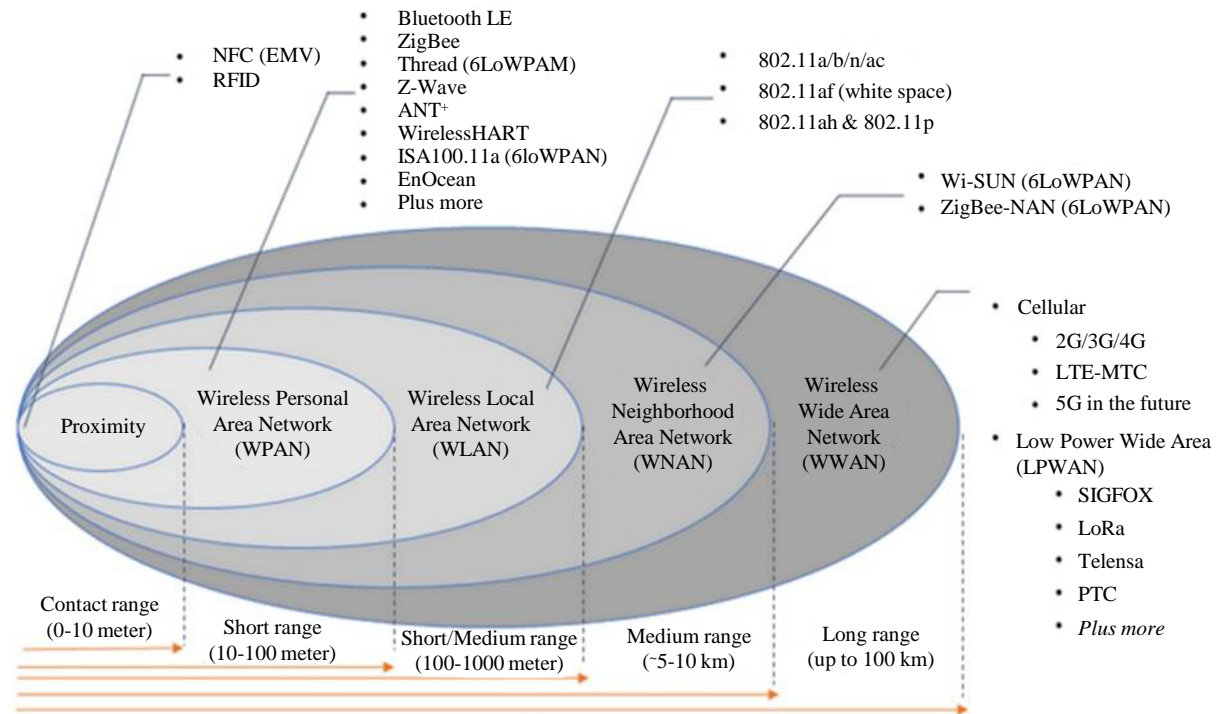 • NFC (EMV)
• RFID
• Bluetooth LE
• ZigBee
• Thread (6LoWPAM)
• Z-Wave
• ANT+
• WirelessHART
• ISA100.11a (6loWPAN)
• EnOcean
• Plus more
• 802.11a/b/n/ac
• 802.11af (white space)
• 802.11ah & 802.11p
• Wi-SUN (6LoWPAN)
• ZigBee-NAN (6LoWPAN)
• Cellular
• 2G/3G/4G
• LTE-MTC
• 5G in the future
• Low Power Wide Area
(LPWAN)
• SIGFOX
• LoRa
• Telensa
• PTC
• Plus more
Proximity
Wireless Personal
Area Network
(WPAN)
Wireless Local
Area Network
(WLAN)
Wireless
Neighborhood
Area Network
(WNAN)
Wireless
Wide Area
Network
(WWAN)
Contact range
(0-10 meter)
Short range
(10-100 meter)
Short/Medium range
(100-1000 meter)
Medium range
(~5-10 km)
Long range
(up to 100 km)